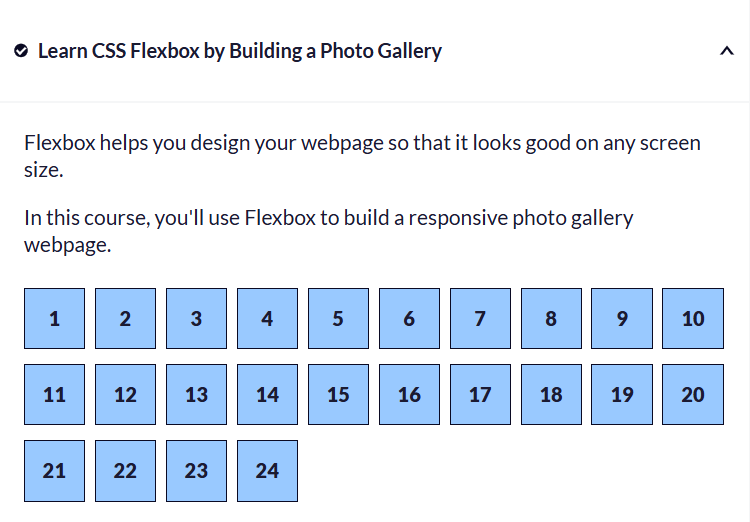 Learn CSS Flexbox by Building a Photo Gallery
Flexbox helps you design your webpage so that it looks good on any screen
size.
In this course, you'll use Flexbox to build a responsive photo gallery
webpage.
1 2 3 4 5 6 7 8 9 10
11 12 13 14 15 16 17 18 19 20
21 22 23 24